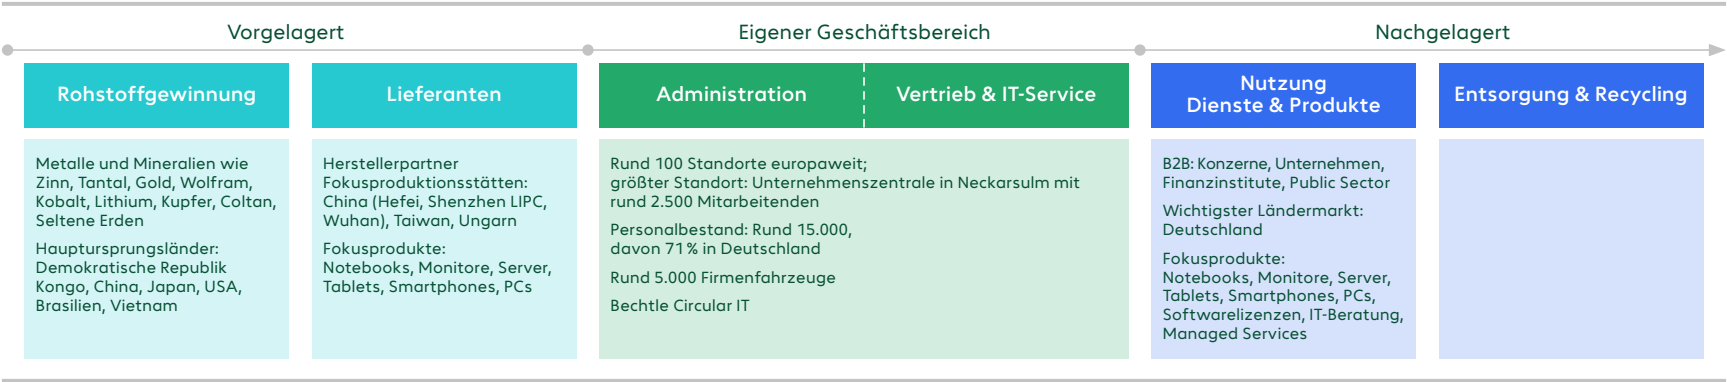 Vorgelagert
Eigener Geschäftsbereich
Nachgelagert
Rohstoffgewinnung
Lieferanten
Administration
Vertrieb & IT-Service
Nutzung
Dienste & Produkte
Entsorgung & Recycling
Metalle und Mineralien wie
Zinn, Tantal, Gold, Wolfram,
Kobalt, Lithium, Kupfer, Coltan,
Seltene Erden
Hauptursprungsländer:
Demokratische Republik
Kongo, China, Japan, USA,
Brasilien, Vietnam
Herstellerpartner
Fokusproduktionsstätten:
China (Hefei, Shenzhen LIPC,
Wuhan), Taiwan, Ungarn
Fokusprodukte:
Notebooks, Monitore, Server,
Tablets, Smartphones, PCs
Rund 100 Standorte europaweit;
größter Standort: Unternehmenszentrale in Neckarsulm mit
rund 2.500 Mitarbeitenden
Personalbestand: Rund 15.000,
davon 71 % in Deutschland
Rund 5.000 Firmenfahrzeuge
Bechtle Circular IT
B2B: Konzerne, Unternehmen,
Finanzinstitute, Public Sector
Wichtigster Ländermarkt:
Deutschland
Fokusprodukte:
Notebooks, Monitore, Server,
Tablets, Smartphones, PCs,
Softwarelizenzen, IT-Beratung,
Managed Services